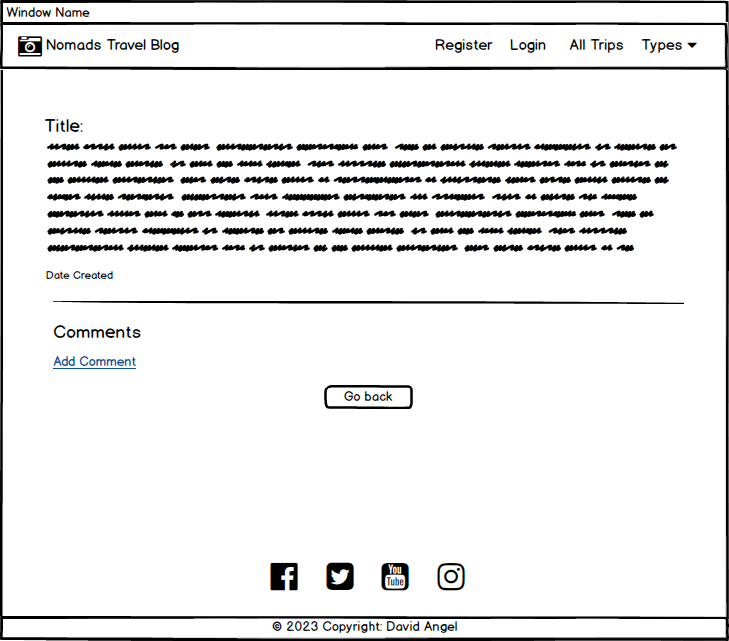 Window Name
Nomads Travel Blog Register Login All Trips Types
Title:
Date Created
Comments
Add Comment
Go back
You
Tube
© 2023 Copyright: David Angel